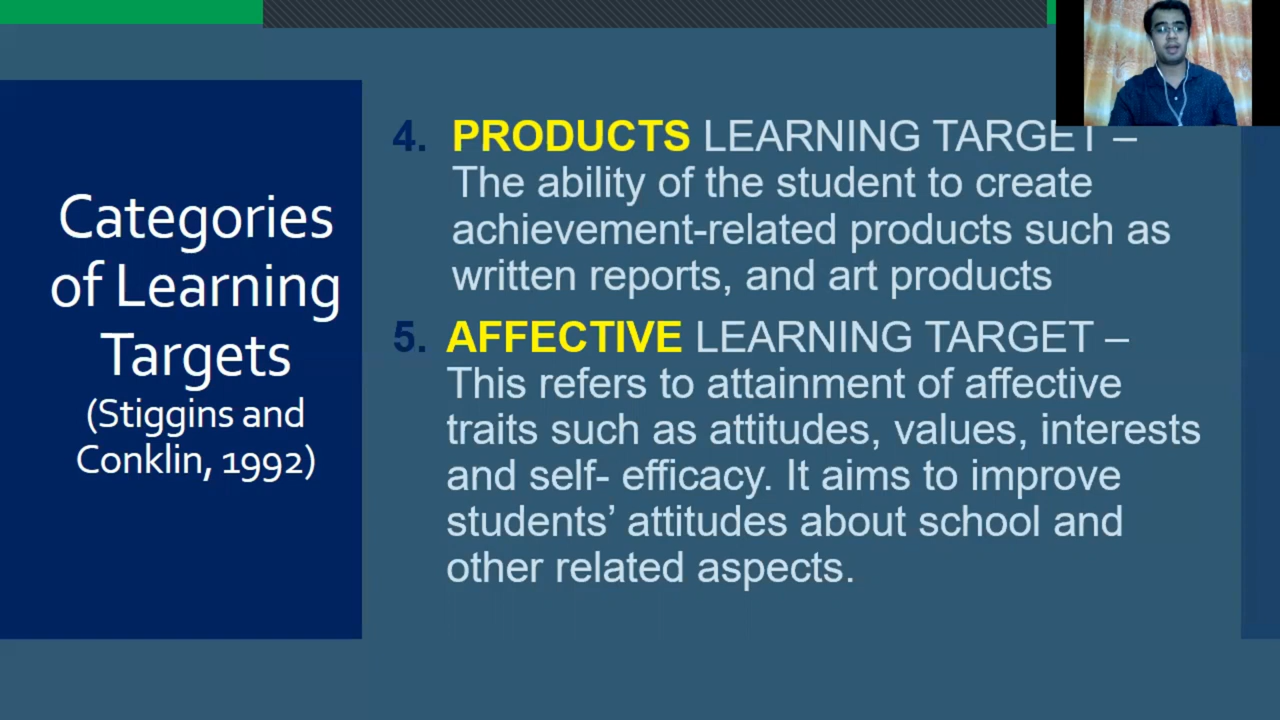 Categories
of Learning
Targets
(Stiggins and
Conklin, 1992)
4. PRODUCTS LEARNING TARGET –
The ability of the student to create
achievement-related products such as
written reports, and art products
5. AFFECTIVE LEARNING TARGET –
This refers to attainment of affective
traits such as attitudes, values, interests
and self- efficacy. It aims to improve
students’ attitudes about school and
other related aspects.